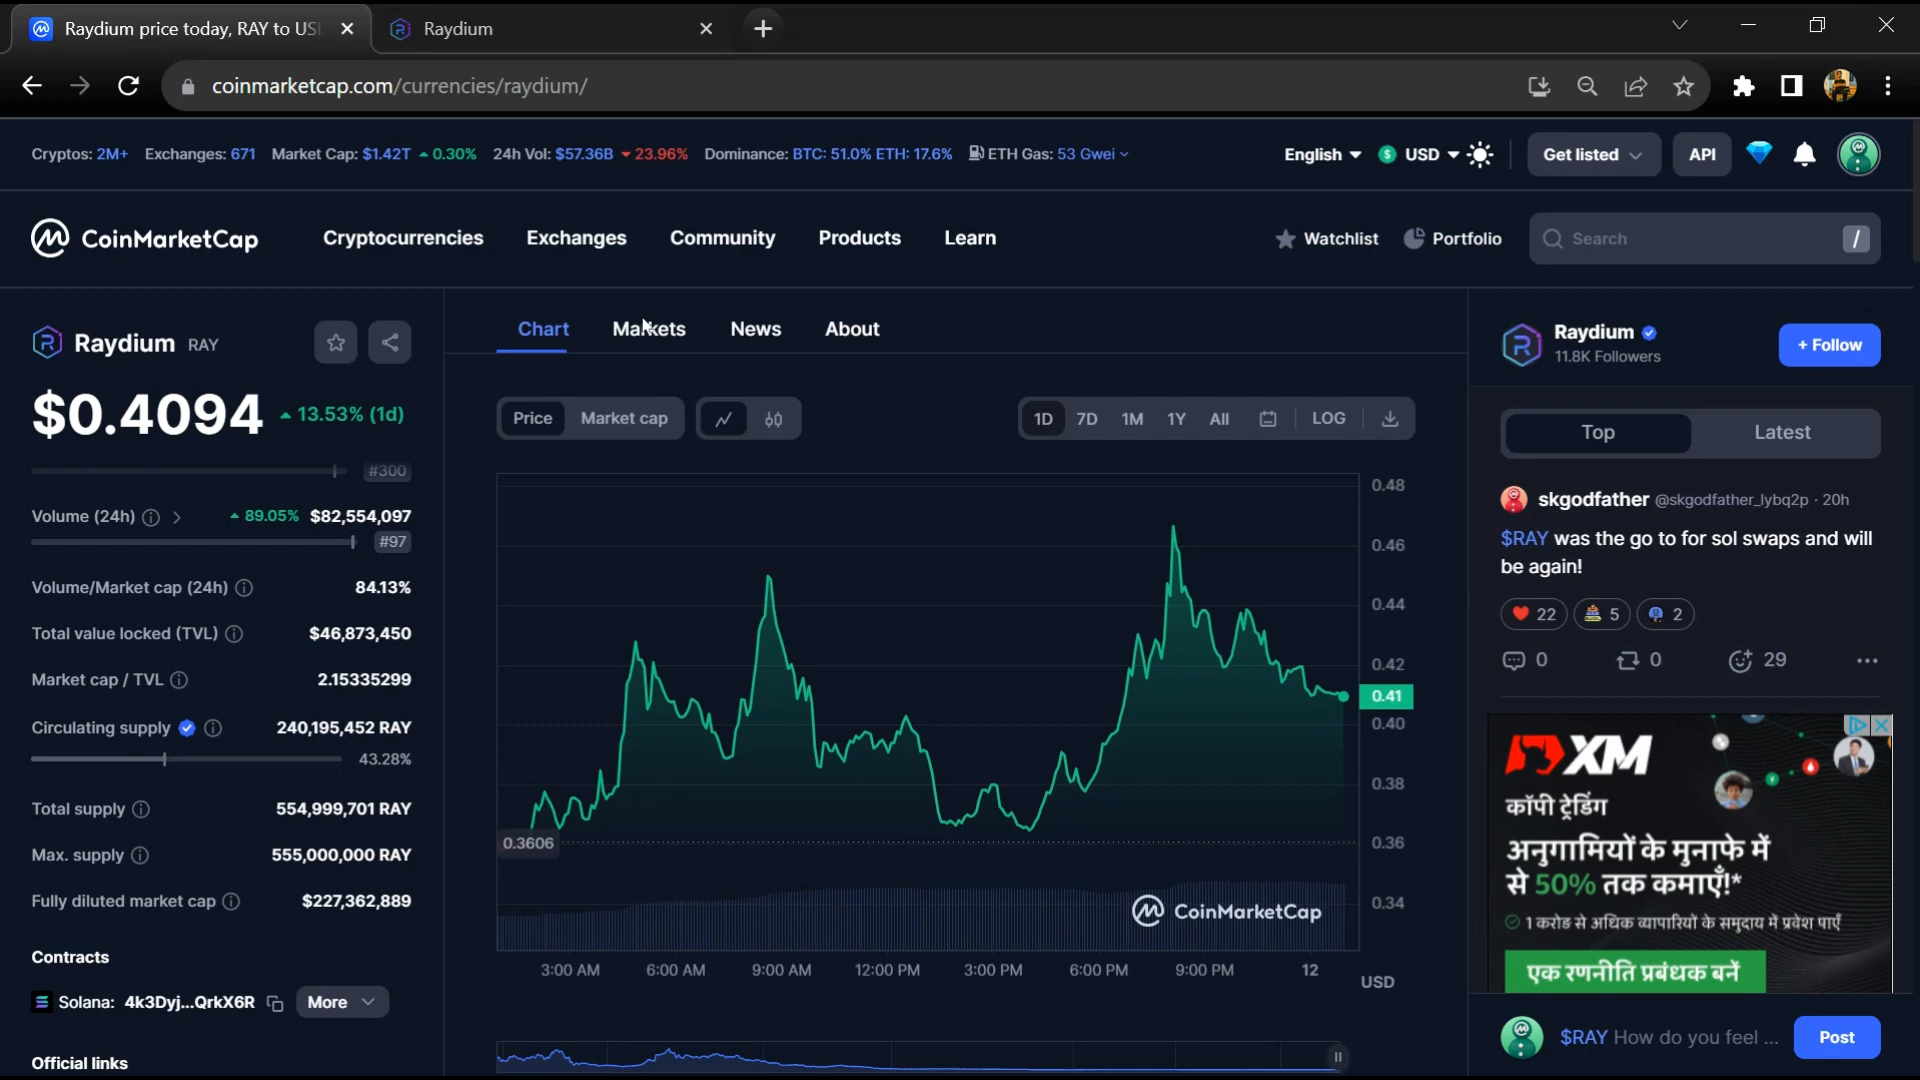 Raydium price today, RAY to US
Raydium
coinmarketcap.com/currencies/raydium/
Cryptos: 2M+ Exchanges: 671 Market Cap: $1.42T 0.30% 24h Vol: $57.36B 23.96% Dominance: BTC: 51.0% ETH: 17.6% ETH Gas: 53 Gwei
English USD Get listed API
CoinMarketCap Cryptocurrencies Exchanges Community Products Learn Watchlist Portfolio Search /
Raydium RAY
$0.4094 13.53% (1d)
#300
Volume (24h) 89.05% $82,554,097
#97
Volume/Market cap (24h) 84.13%
Total value locked (TVL) $46,873,450
Market cap / TVL 2.15335299
Circulating supply 240,195,452 RAY
43.28%
Total supply 554,999,701 RAY
Max. supply 555,000,000 RAY
Fully diluted market cap $227,362,889
Contracts
Solana: 4k3Dyj...QrkX6R More
Official links
Chart Markets News About
Price Market cap 1D 7D 1M 1Y All LOG
0.48
0.46
0.44
0.42
0.41
0.40
0.38
0.3606 0.36
0.34
CoinMarketCap
3:00 AM 6:00 AM 9:00 AM 12:00 PM 3:00 PM 6:00 PM 9:00 PM 12
USD
Raydium
11.8K Followers
+ Follow
Top Latest
skgodfather @skgodfather_lybq2p · 20h
$RAY was the go to for sol swaps and will
be again!
22 5 2
0 0 29
XM
कॉपी ट्रेडिंग
अनुगामियों के मुनाफे में
से 50% तक कमाएँ!*
1 करोड से अधिक व्यापारियों के समुदाय में प्रवेश पाएँ
एक रणनीति प्रबंधक बनें
$RAY How do you feel ... Post